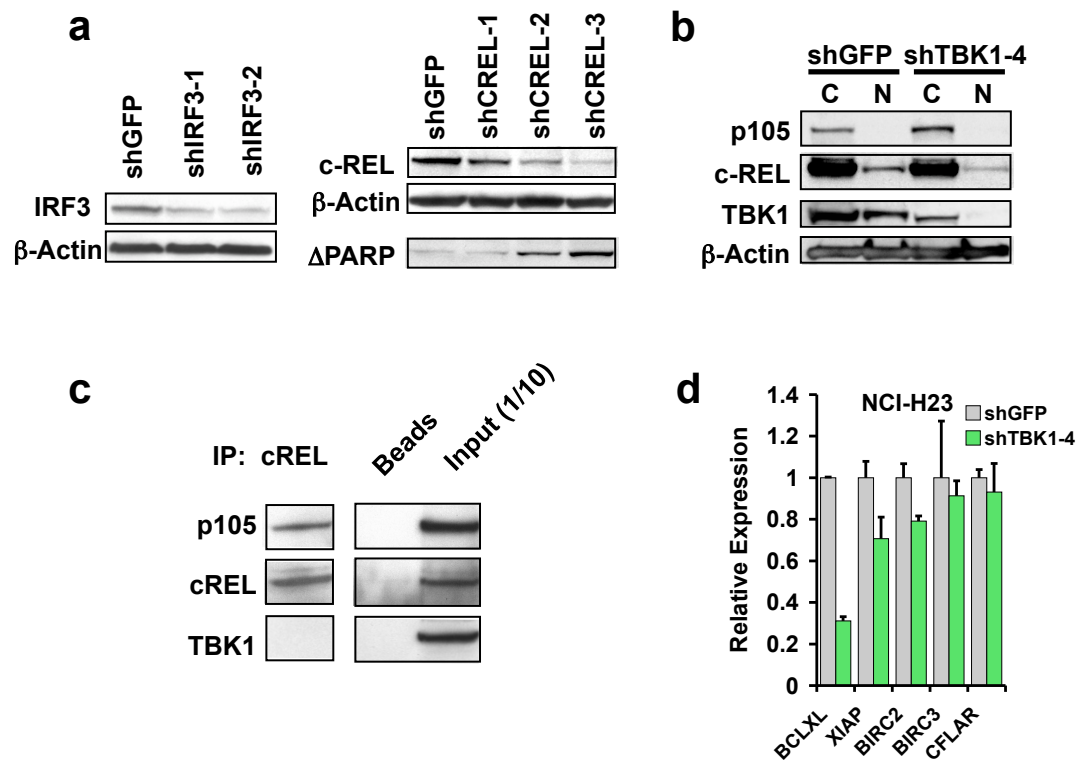 a
shGFP
shIRF3-1
shIRF3-2
IRF3
β-Actin
shGFP
shCREL-1
shCREL-2
shCREL-3
c-REL
β-Actin
ΔPARP
b
shGFP shTBK1-4
C N C N
p105
c-REL
TBK1
β-Actin
c
IP: cREL
Beads
Input (1/10)
p105
cREL
TBK1
d
NCI-H23
shGFP
shTBK1-4
Relative Expression
1.4
1.2
1
0.8
0.6
0.4
0.2
0
BCLXL
XIAP
BIRC2
BIRC3
CFLAR